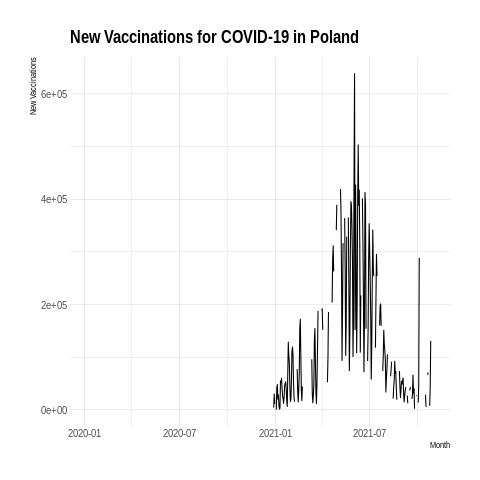 New Vaccinations for COVID-19 in Poland
New Vaccinations
6e+05
4e+05
2e+05
0e+00
2020-01
2020-07
2021-01
2021-07
Month